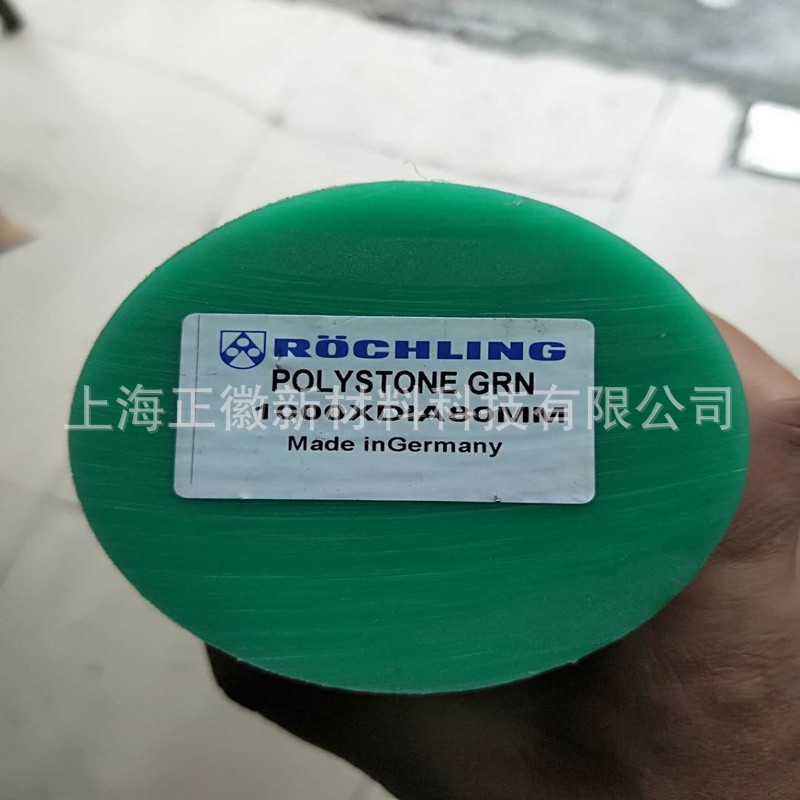 RÖCHLING
POLYSTONE GRN
1000XDIA80MM
上海正徽新材料科技有限公司
Made inGermany